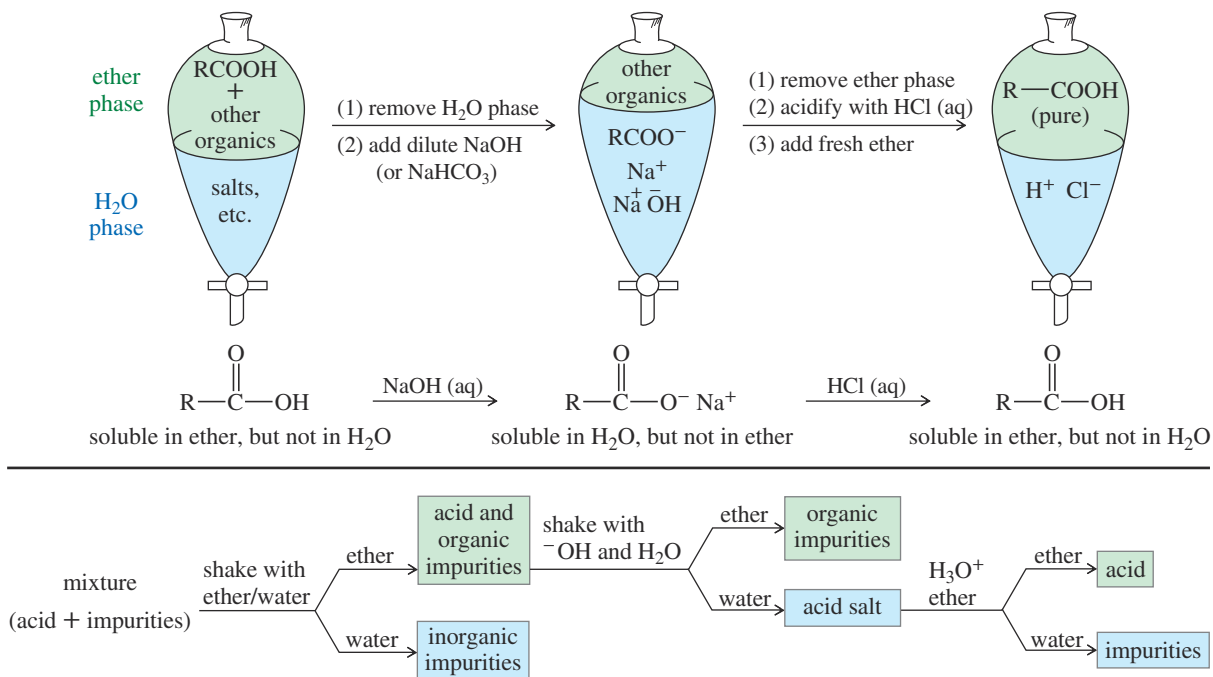 ether
phase
H₂O
phase
RCOOH
+
other
organics
salts,
etc.
(1) remove H₂O phase
(2) add dilute NaOH
(or NaHCO₃)
other
organics
RCOO⁻
Na⁺
Na⁺ ⁻OH
(1) remove ether phase
(2) acidify with HCl (aq)
(3) add fresh ether
R—COOH
(pure)
H⁺ Cl⁻
O
R—C—OH
soluble in ether, but not in H₂O
NaOH (aq)
O
R—C—O⁻ Na⁺
soluble in H₂O, but not in ether
HCl (aq)
O
R—C—OH
soluble in ether, but not in H₂O
mixture
(acid + impurities)
shake with
ether/water
ether
acid and
organic
impurities
water
inorganic
impurities
shake with
⁻OH and H₂O
ether
organic
impurities
water
acid salt
H₃O⁺
ether
ether
acid
water
impurities